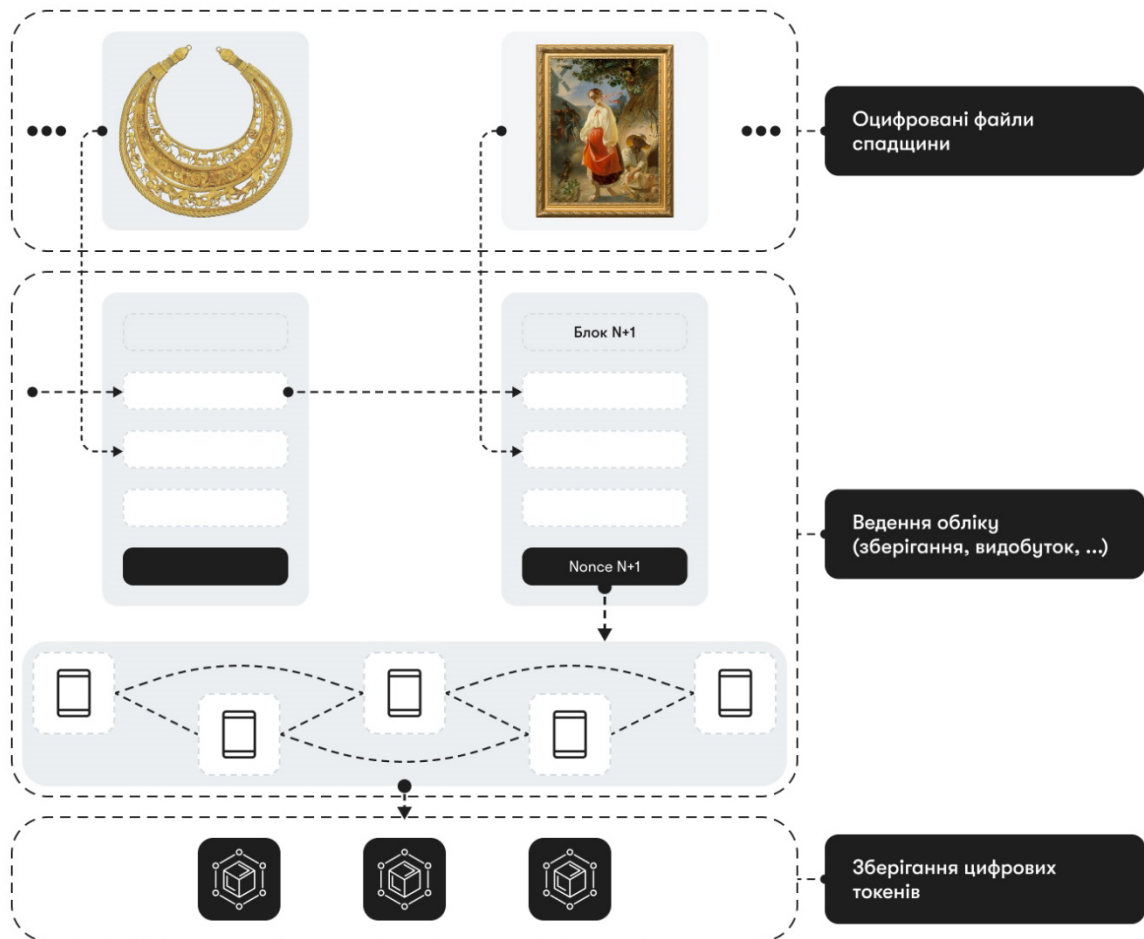 Оцифровані файли
спадщини
Блок N+1
Ведення обліку
(зберігання, видобуток, ...)
Nonce N+1
Зберігання цифрових
токенів